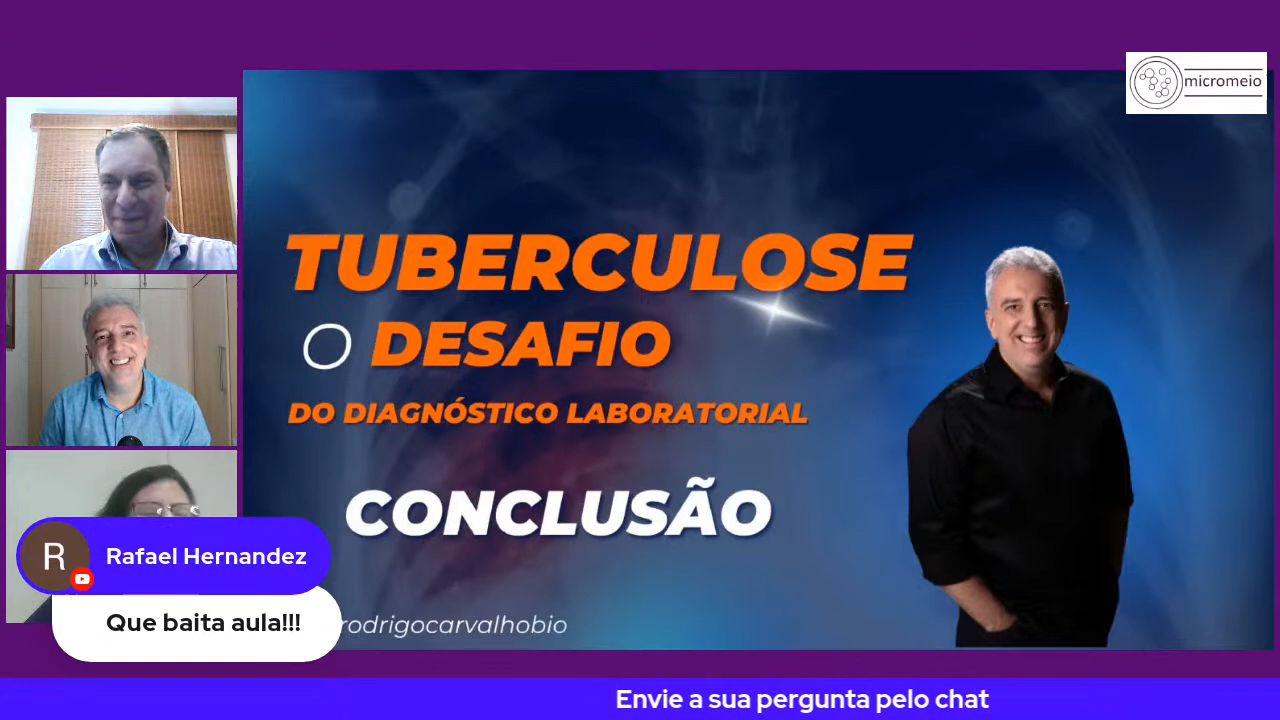 micromeio
TUBERCULOSE
O DESAFIO
DO DIAGNÓSTICO LABORATORIAL
CONCLUSÃO
rodrigocarvalhobio
R
Rafael Hernandez
Que baita aula!!!
Envie a sua pergunta pelo chat